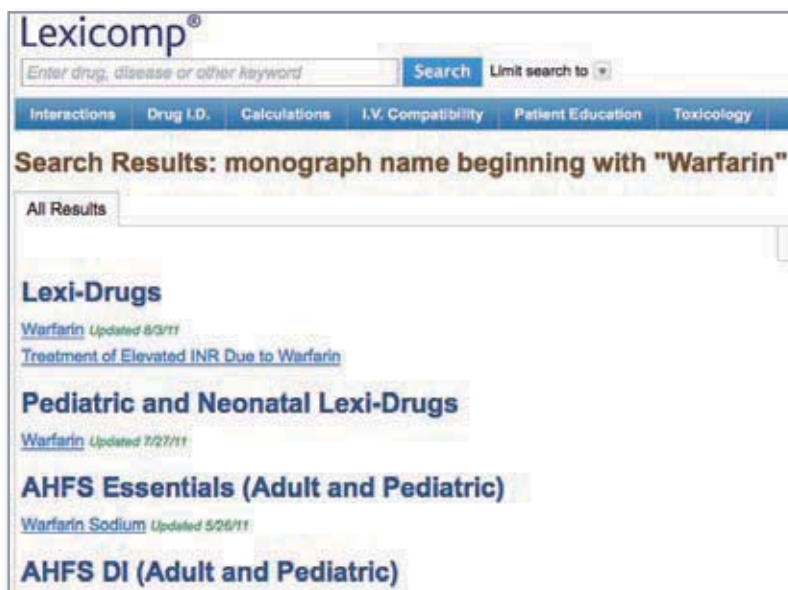 Lexicomp®
Enter drug, disease or other keyword Search Limit search to
Interactions Drug I.D. Calculations I.V. Compatibility Patient Education Toxicology
Search Results: monograph name beginning with "Warfarin"
All Results
Lexi-Drugs
Warfarin Updated 8/3/11
Treatment of Elevated INR Due to Warfarin
Pediatric and Neonatal Lexi-Drugs
Warfarin Updated 7/27/11
AHFS Essentials (Adult and Pediatric)
Warfarin Sodium Updated 5/26/11
AHFS DI (Adult and Pediatric)